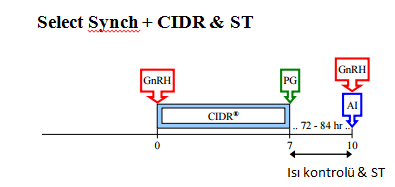 Select Synch + CIDR & ST
GnRH PG GnRH
AI
CIDR® .. 72 - 84 hr ..
0 7 10
Isı kontrolü & ST